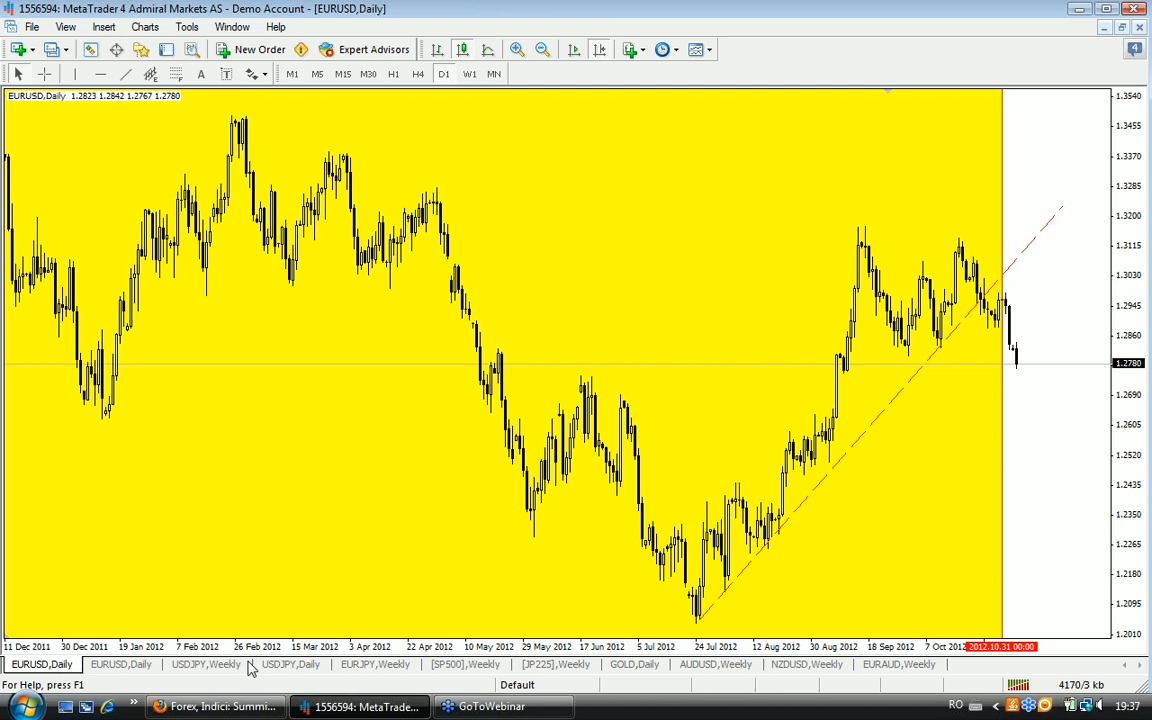 1556594: MetaTrader 4 Admiral Markets AS - Demo Account - [EURUSD,Daily]
File View Insert Charts Tools Window Help
New Order Expert Advisors 4
A T M1 M5 M15 M30 H1 H4 D1 W1 MN
EURUSD,Daily 1.2823 1.2842 1.2767 1.2780
1.3540
1.3455
1.3370
1.3285
1.3200
1.3115
1.3030
1.2945
1.2860
1.2780
1.2690
1.2605
1.2520
1.2435
1.2350
1.2265
1.2180
1.2095
1.2010
11 Dec 2011 30 Dec 2011 19 Jan 2012 7 Feb 2012 26 Feb 2012 15 Mar 2012 3 Apr 2012 22 Apr 2012 10 May 2012 29 May 2012 17 Jun 2012 5 Jul 2012 24 Jul 2012 12 Aug 2012 30 Aug 2012 18 Sep 2012 7 Oct 2012 2012.10.31 00:00
EURUSD,Daily EURUSD,Daily USDJPY,Weekly USDJPY,Daily EURJPY,Weekly [SP500],Weekly [JP225],Weekly GOLD,Daily AUDUSD,Weekly NZDUSD,Weekly EURAUD,Weekly
For Help, press F1 Default 4170/3 kb
Forex, Indici: Summi... 1556594: MetaTrade... GoToWebinar RO 19:37